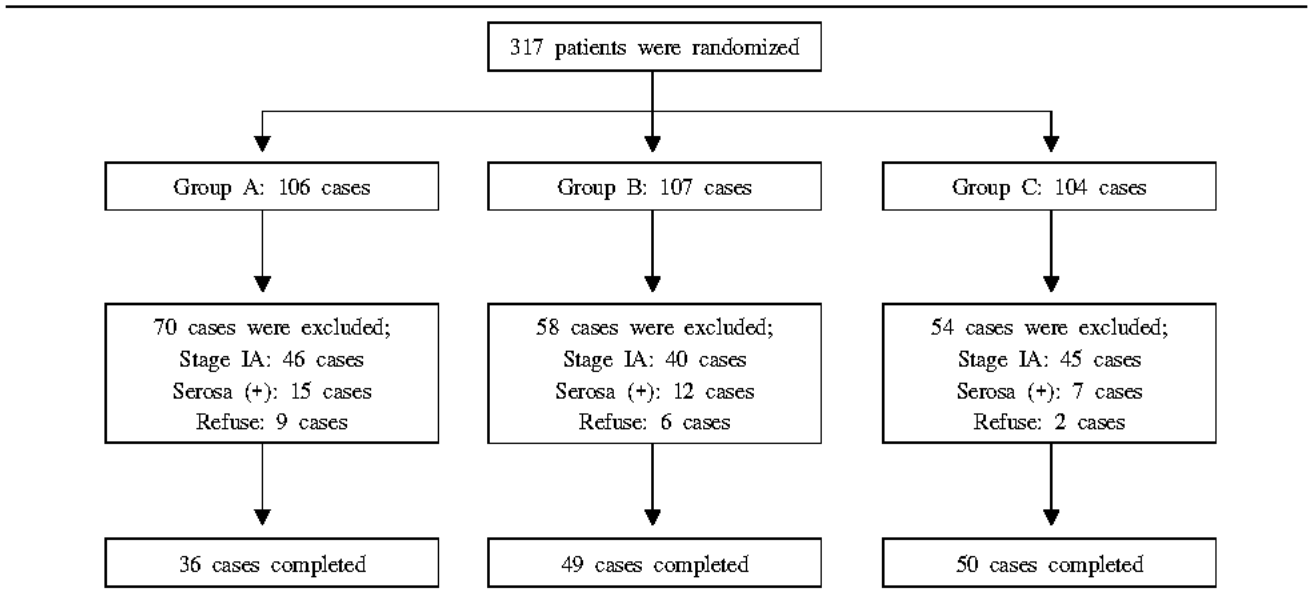 317 patients were randomized
Group A: 106 cases
Group B: 107 cases
Group C: 104 cases
70 cases were excluded;
Stage IA: 46 cases
Serosa (+): 15 cases
Refuse: 9 cases
58 cases were excluded;
Stage IA: 40 cases
Serosa (+): 12 cases
Refuse: 6 cases
54 cases were excluded;
Stage IA: 45 cases
Serosa (+): 7 cases
Refuse: 2 cases
36 cases completed
49 cases completed
50 cases completed